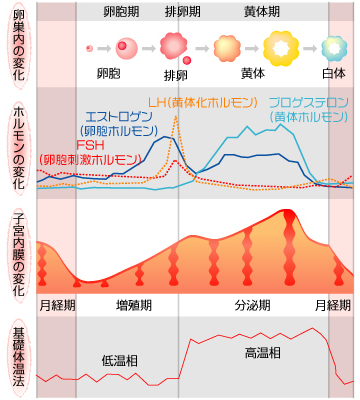 卵巣内の変化
卵胞期 排卵期 黄体期
卵胞 排卵 黄体 白体
ホルモンの変化
LH(黄体化ホルモン)
エストロゲン
(卵胞ホルモン)
プロゲステロン
(黄体ホルモン)
FSH
(卵胞刺激ホルモン)
子宮内膜の変化
月経期 増殖期 分泌期 月経期
基礎体温法
低温相 高温相